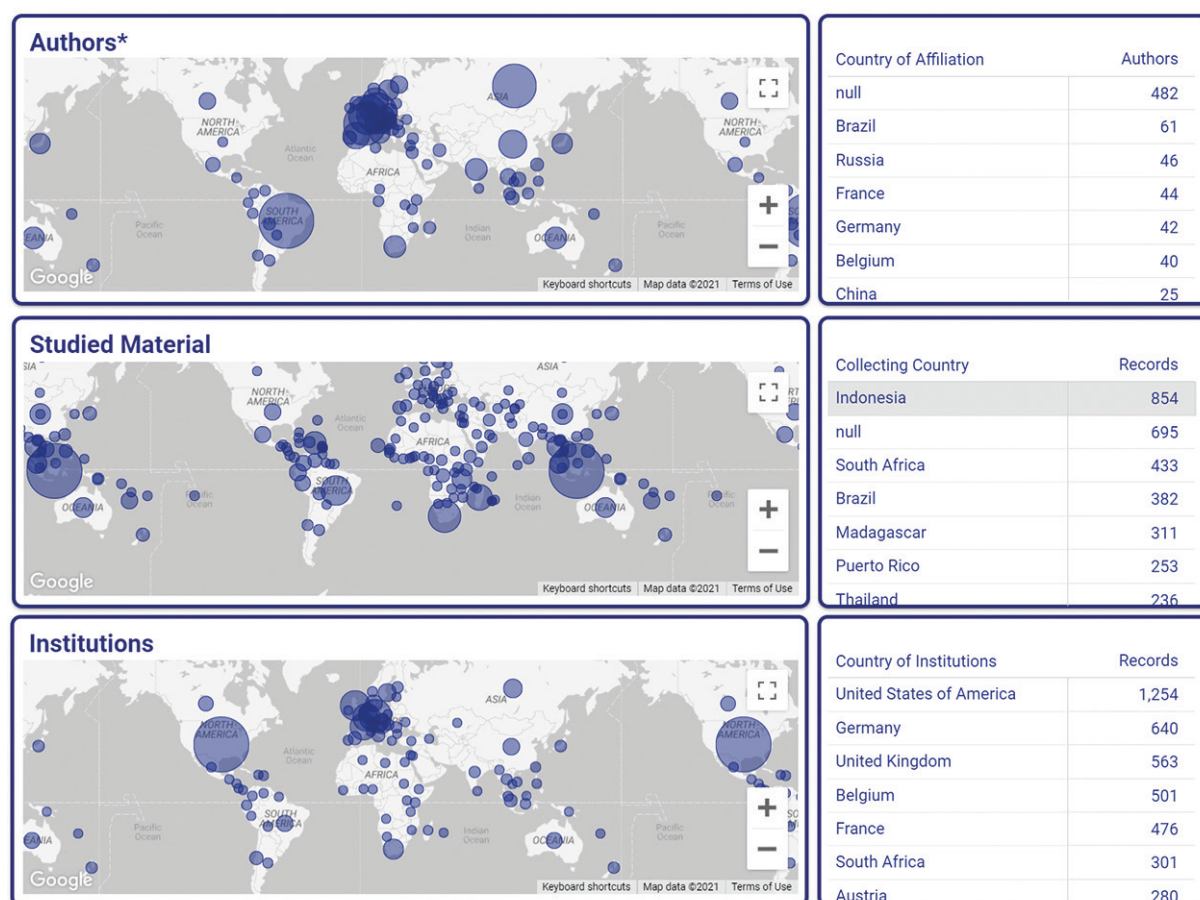 Authors*
ASIA
NORTH AMERICA
Atlantic Ocean
AFRICA
NORTH AMERICA
SOUTH AMERICA
Pacific Ocean
Indian Ocean
OCEANIA
Pacific Ocean
EANIA
Google
Keyboard shortcuts
Map data ©2021
Terms of Use
Country of Affiliation Authors
null 482
Brazil 61
Russia 46
France 44
Germany 42
Belgium 40
China 25
Studied Material
SIA
ASIA
NORTH AMERICA
Atlantic Ocean
AFRICA
SOUTH AMERICA
Indian Ocean
OCEANIA
OCEANIA
Pacific Ocean
Google
Keyboard shortcuts
Map data ©2021
Terms of Use
Collecting Country Records
Indonesia 854
null 695
South Africa 433
Brazil 382
Madagascar 311
Puerto Rico 253
Thailand 236
Institutions
ASIA
NORTH AMERICA
Atlantic Ocean
AFRICA
NORTH AMERICA
SOUTH AMERICA
Pacific Ocean
Indian Ocean
OCEANIA
Pacific Ocean
EANIA
Google
Keyboard shortcuts
Map data ©2021
Terms of Use
Country of Institutions Records
United States of America 1,254
Germany 640
United Kingdom 563
Belgium 501
France 476
South Africa 301
Austria 280